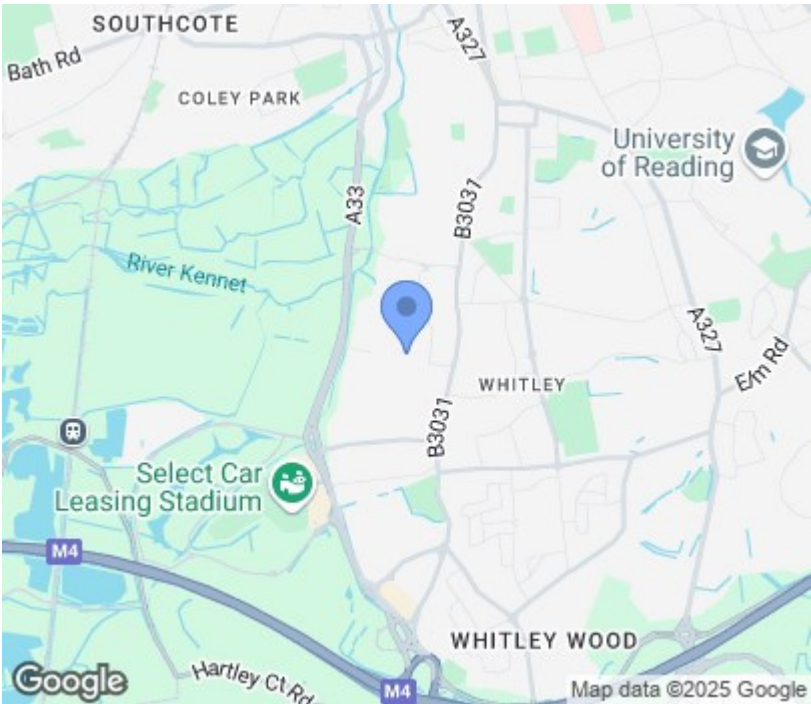 SOUTHCOTE
A327
Bath Rd
COLEY PARK
University
of Reading
A33
B3031
River Kennet
A327
E/m Rd
WHITLEY
B3031
Select Car
Leasing Stadium
M4
WHITLEY WOOD
Hartley Ct Rd
M4
Google
Map data ©2025 Google